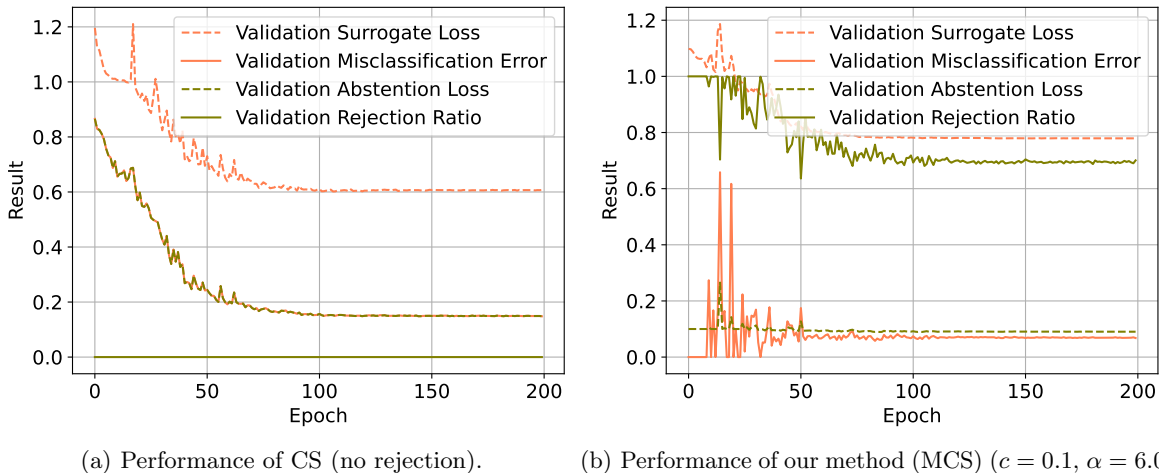 1.2
1.0
0.8
0.6
0.4
0.2
0.0
Result
0
50
100
150
200
Epoch
Validation Surrogate Loss
Validation Misclassification Error
Validation Abstention Loss
Validation Rejection Ratio
(a) Performance of CS (no rejection).
1.2
1.0
0.8
0.6
0.4
0.2
0.0
Result
0
50
100
150
200
Epoch
Validation Surrogate Loss
Validation Misclassification Error
Validation Abstention Loss
Validation Rejection Ratio
(b) Performance of our method (MCS) (c = 0.1, α = 6.0